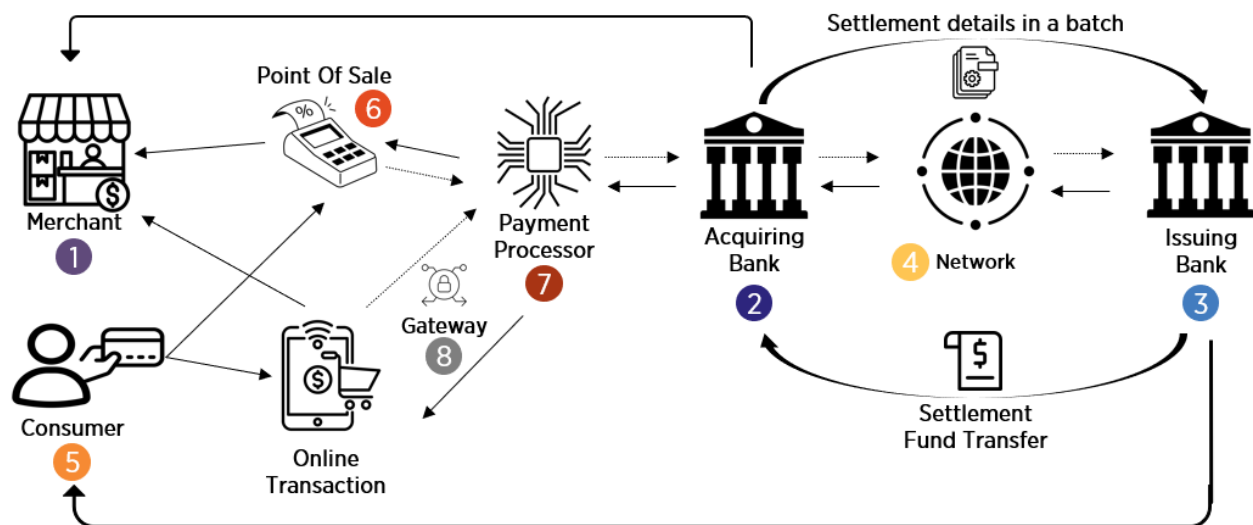 Settlement details in a batch
Point Of Sale
6
%
Merchant
1
$
Payment
Processor
7
Acquiring
Bank
2
4 Network
Issuing
Bank
3
Gateway
8
$
Consumer
5
Online
Transaction
$
Settlement
Fund Transfer